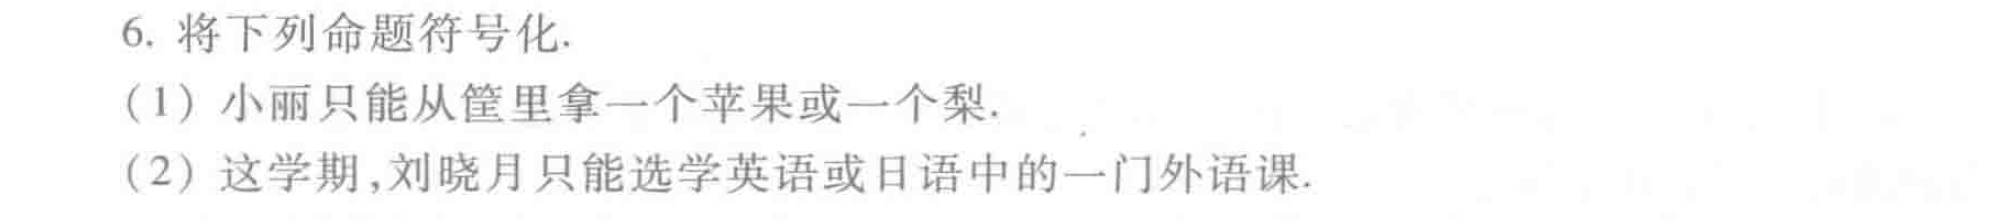 6. 将下列命题符号化.
(1) 小丽只能从筐里拿一个苹果或一个梨.
(2) 这学期,刘晓月只能选学英语或日语中的一门外语课.